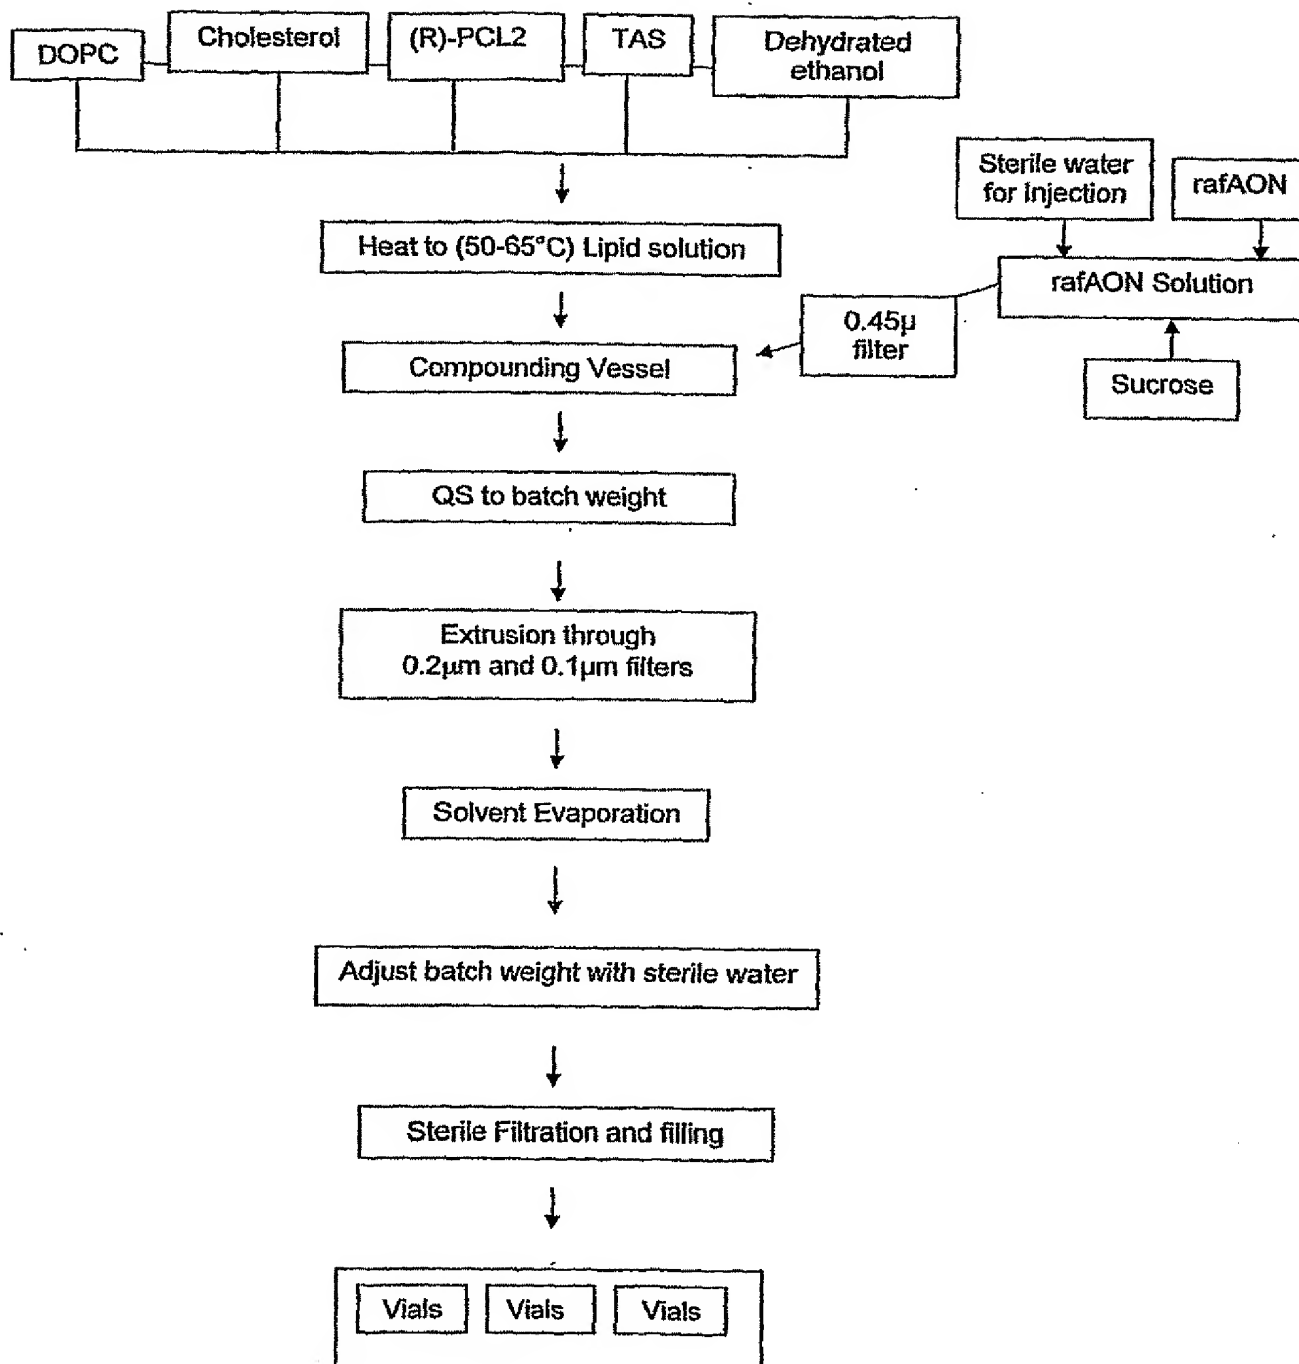 DOPC
Cholesterol
(R)-PCL2
TAS
Dehydrated
ethanol
Sterile water
for Injection
rafAON
Heat to (50-65°C) Lipid solution
rafAON Solution
0.45µ
filter
Compounding Vessel
Sucrose
QS to batch weight
Extrusion through
0.2µm and 0.1µm filters
Solvent Evaporation
Adjust batch weight with sterile water
Sterile Filtration and filling
Vials
Vials
Vials